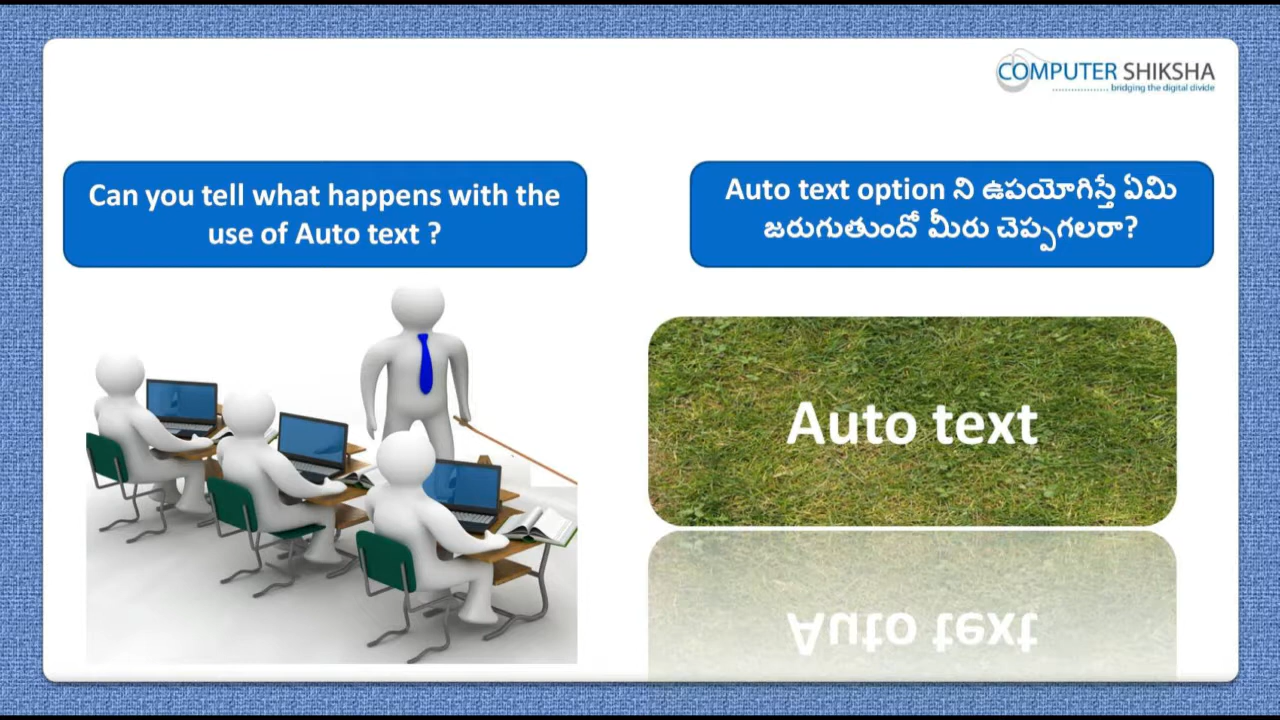 COMPUTER SHIKSHA
bridging the digital divide
Can you tell what happens with the
use of Auto text ?
Auto text option ని ఉపయోగిస్తే ఏమి
జరుగుతుందో మీరు చెప్పగలరా?
Auto text
Auto text